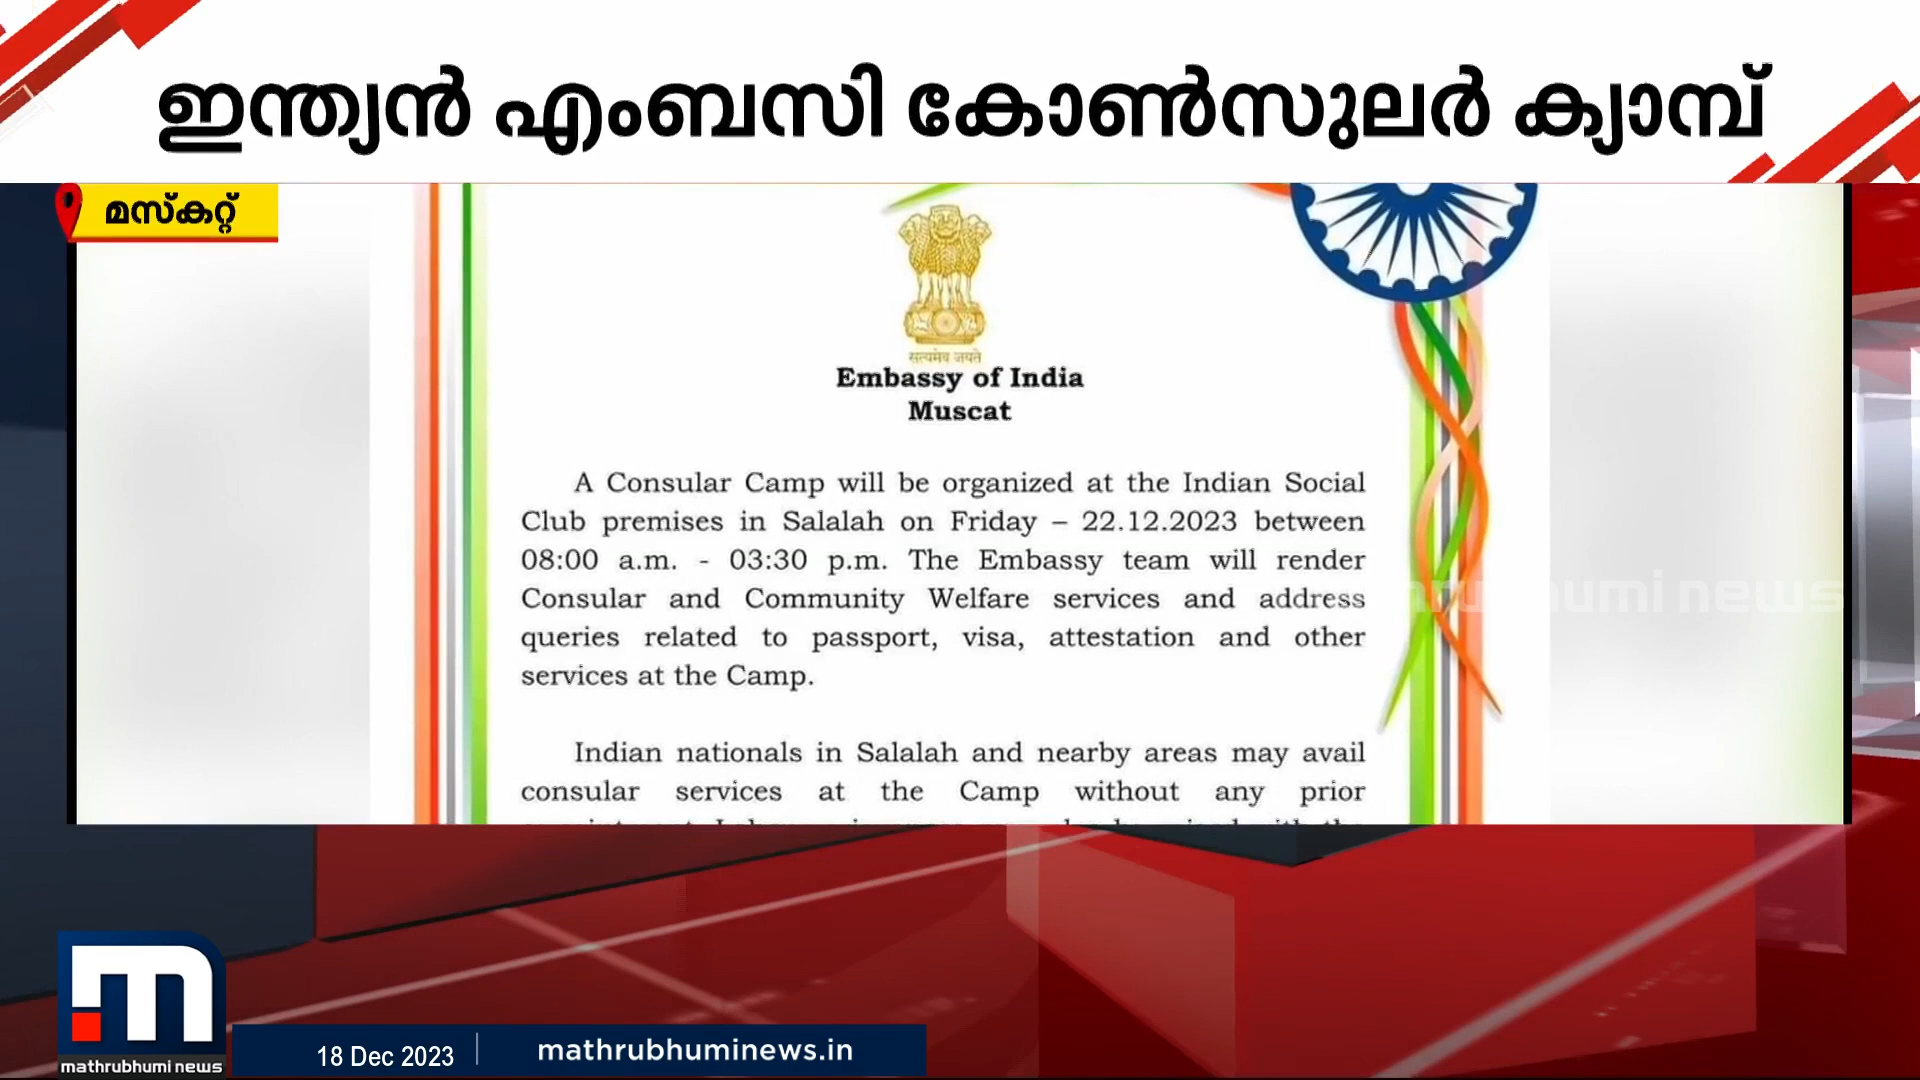 ഇന്ത്യൻ എംബസി കോൺസുലർ ക്യാമ്പ്
മസ്കറ്റ്
सत्यमेव जयते
Embassy of India
Muscat
A Consular Camp will be organized at the Indian Social
Club premises in Salalah on Friday – 22.12.2023 between
08:00 a.m. - 03:30 p.m. The Embassy team will render
Consular and Community Welfare services and address
queries related to passport, visa, attestation and other
services at the Camp.
Indian nationals in Salalah and nearby areas may avail
consular services at the Camp without any prior
news
mathrubhumi news
18 Dec 2023
mathrubhuminews.in